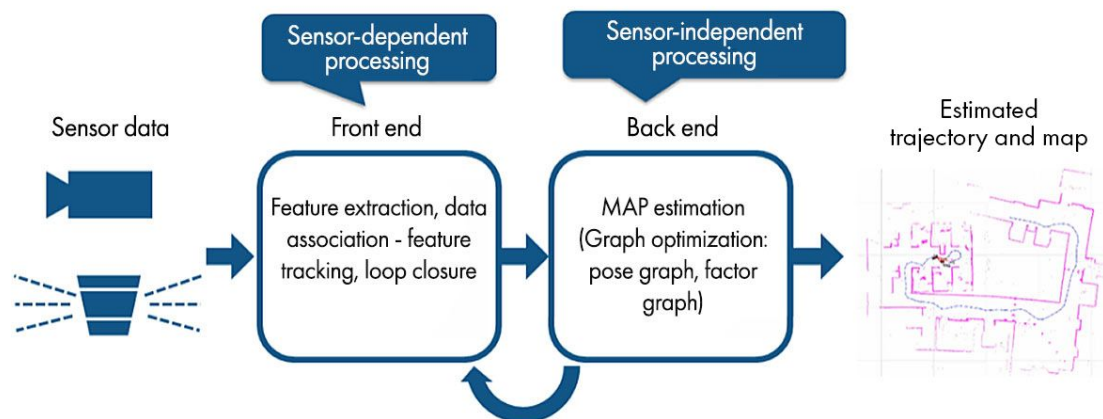 Sensor-dependent
processing
Sensor-independent
processing
Sensor data
Front end
Back end
Estimated
trajectory and map
Feature extraction, data
association - feature
tracking, loop closure
MAP estimation
(Graph optimization:
pose graph, factor
graph)